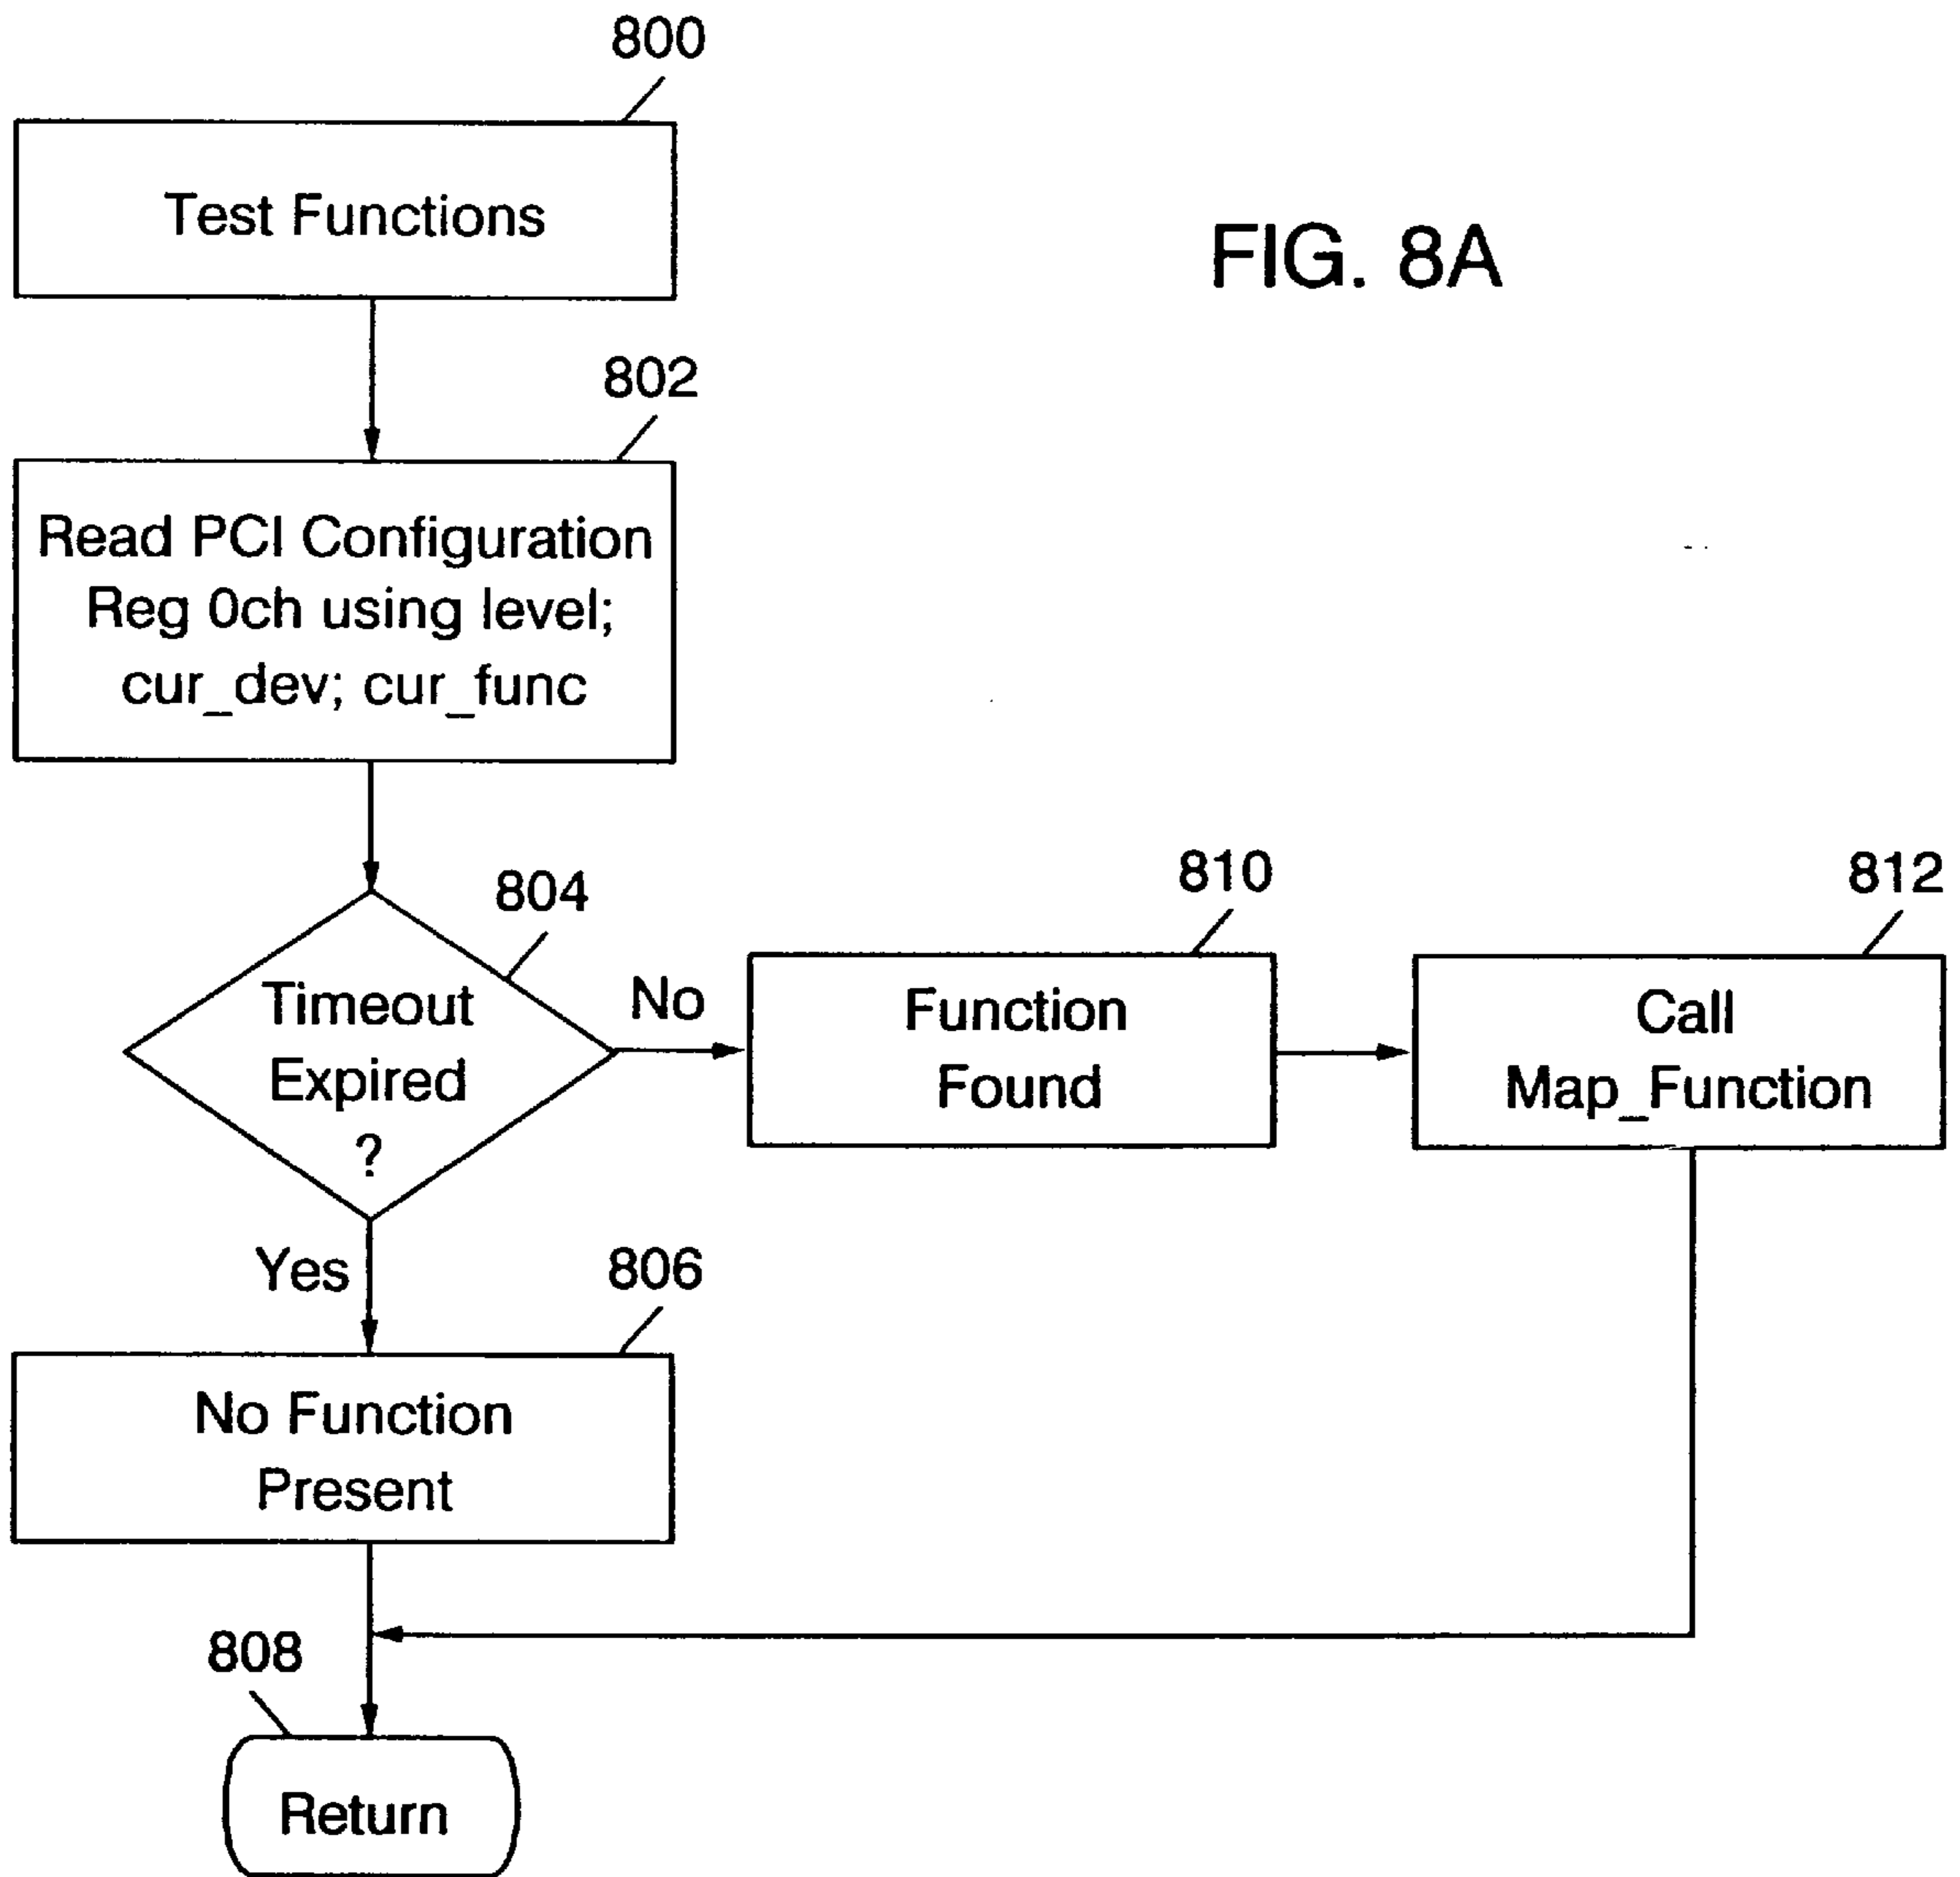 800
Test Functions
FIG. 8A
802
Read PCI Configuration
Reg 0ch using level;
cur_dev; cur_func
804
Timeout
Expired
?
No
810
Function
Found
812
Call
Map_Function
Yes
806
No Function
Present
808
Return